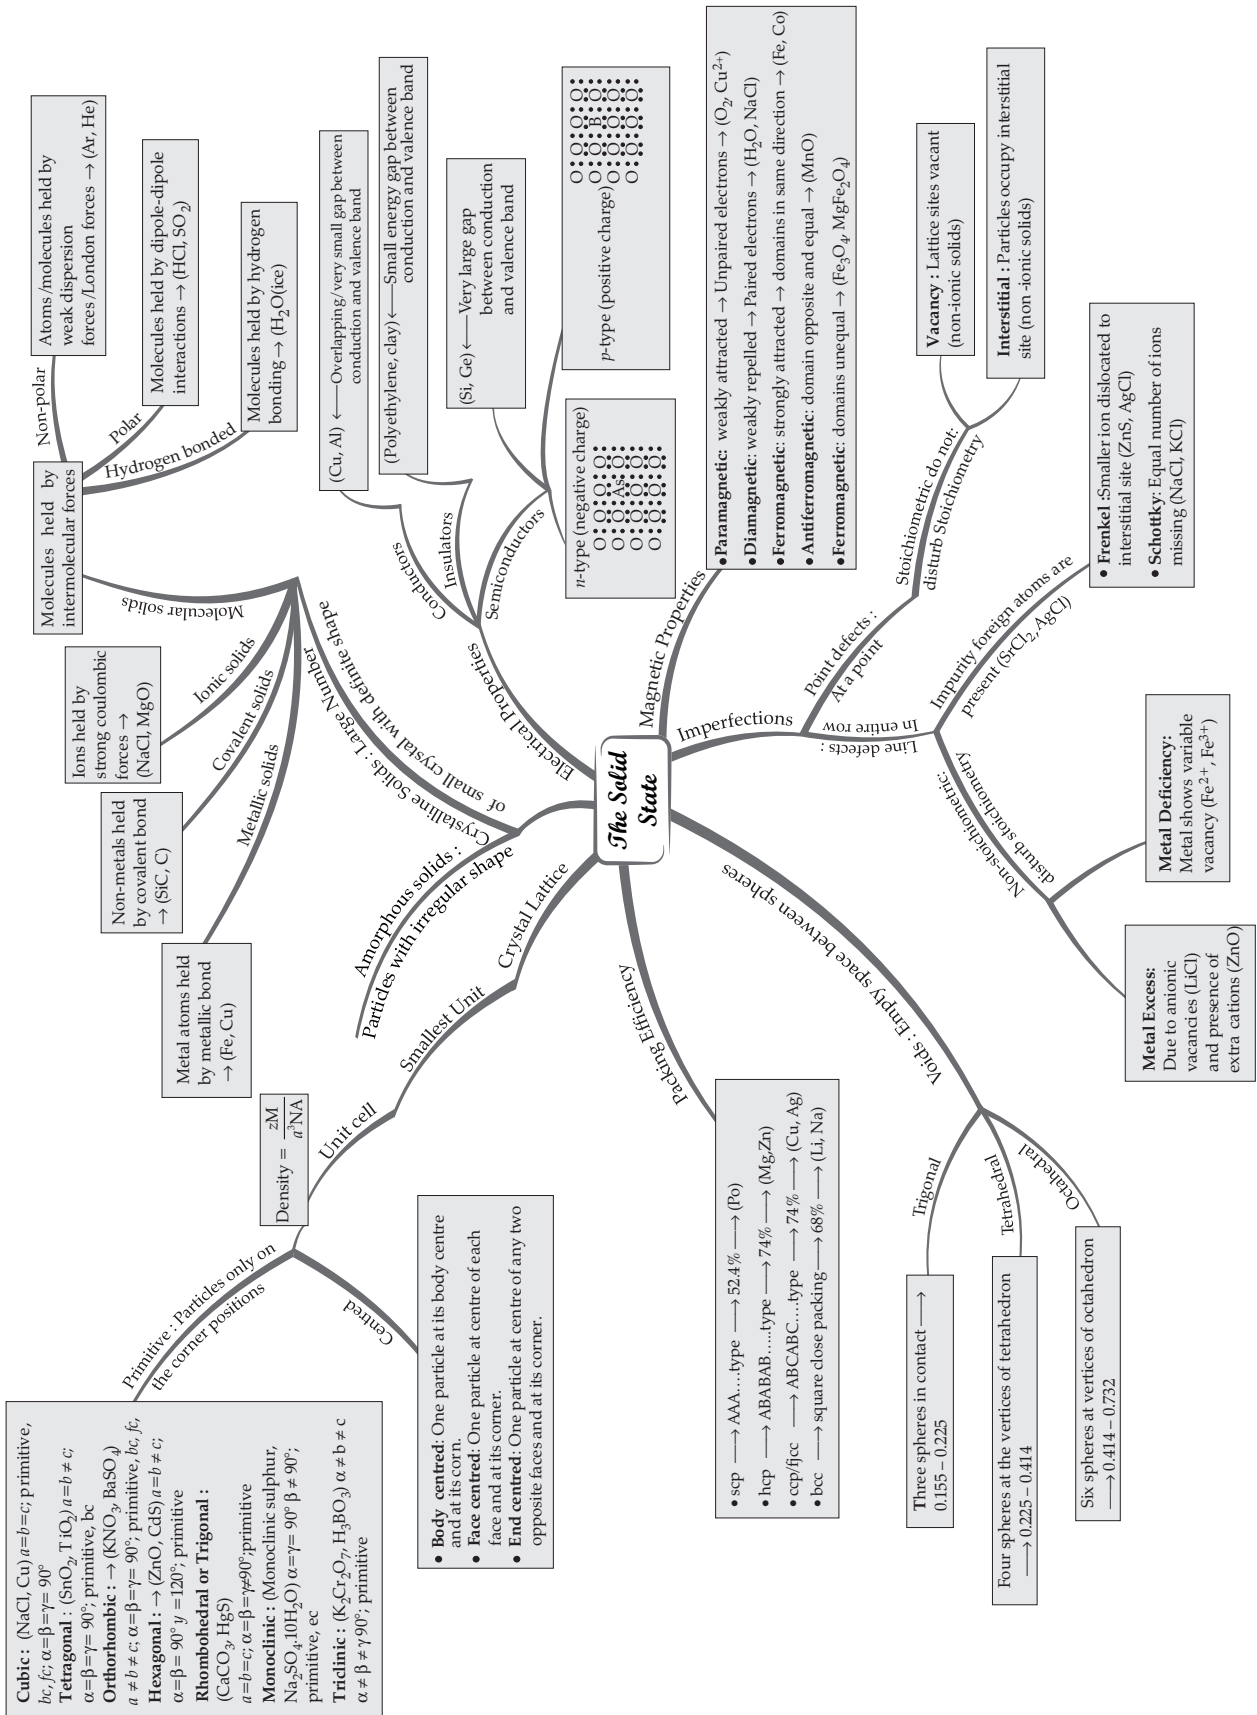 The Solid
State
Crystal Lattice
Smallest Unit
Unit cell
Density = zM / a³NA
Primitive : Particles only on
the corner positions
Cubic : (NaCl, Cu) a=b=c; primitive,
bc, fc; α=β=γ= 90°
Tetragonal : (SnO2, TiO2) a=b ≠ c;
α=β=γ= 90°; primitive, bc
Orthorhombic : → (KNO3, BaSO4)
a ≠ b ≠ c; α=β=γ= 90°; primitive, bc, fc,
Hexagonal : → (ZnO, CdS) a=b ≠ c;
α=β= 90° y =120°; primitive
Rhombohedral or Trigonal :
(CaCO3, HgS)
a=b=c; α=β=γ≠90°;primitive
Monoclinic : (Monoclinic sulphur,
Na2SO4.10H2O) α=γ= 90° β ≠ 90°;
primitive, ec
Triclinic : (K2Cr2O7, H3BO3) α ≠ b ≠ c
α ≠ β ≠ γ 90°; primitive
Centred
• Body centred: One particle at its body centre
and at its corn.
• Face centred: One particle at centre of each
face and at its corner.
• End centred: One particle at centre of any two
opposite faces and at its corner.
Amorphous solids :
Particles with irregular shape
Crystalline Solids : Large Number
of small crystal with definite shape
Metallic solids
Metal atoms held
by metallic bond
→ (Fe, Cu)
Covalent solids
Non-metals held
by covalent bond
→ (SiC, C)
Ionic solids
Ions held by
strong coulombic
forces →
(NaCl, MgO)
Molecular solids
Molecules held by
intermolecular forces
Non-polar
Atoms/molecules held by
weak dispersion
forces/London forces → (Ar, He)
Polar
Molecules held by dipole-dipole
interactions → (HCl, SO2)
Hydrogen bonded
Molecules held by hydrogen
bonding → (H2O(ice)
Electrical Properties
Conductors
(Cu, Al) ←Overlapping/very small gap between
conduction and valence band
Insulators
(Polyethylene, clay) ←Small energy gap between
conduction and valence band
Semiconductors
(Si, Ge) ←Very large gap
between conduction
and valence band
n-type (negative charge)
O O O O
O O As O
O O O O
O O O O
p-type (positive charge)
O O O O
O O B O
O O O O
O O O O
Magnetic Properties
•Paramagnetic: weakly attracted → Unpaired electrons → (O2, Cu2+)
•Diamagnetic: weakly repelled → Paired electrons → (H2O, NaCl)
•Ferromagnetic: strongly attracted → domains in same direction → (Fe, Co)
•Antiferromagnetic: domain opposite and equal → (MnO)
•Ferromagnetic: domains unequal → (Fe3O4, MgFe2O4)
Imperfections
Point defects :
At a point
Stoichiometric do not:
disturb Stoichiometry
Vacancy : Lattice sites vacant
(non-ionic solids)
Interstitial : Particles occupy interstitial
site (non -ionic solids)
Line defects :
In entire row
Impurity foreign atoms are
present (SrCl2, AgCl)
• Frenkel :Smaller ion dislocated to
interstitial site (ZnS, AgCl)
• Schottky: Equal number of ions
missing (NaCl, KCl)
Non-stoichiometric:
disturb stoichiometry
Metal Deficiency:
Metal shows variable
vacancy (Fe2+, Fe3+)
Metal Excess:
Due to anionic
vacancies (LiCl)
and presence of
extra cations (ZnO)
Packing Efficiency
• scp → AAA....type → 52.4% → (Po)
• hcp → ABABAB.....type → 74% → (Mg,Zn)
• ccp/fjcc → ABCABC....type → 74% → (Cu, Ag)
• bcc → square close packing → 68% → (Li, Na)
Voids : Empty space between spheres
Trigonal
Three spheres in contact →
0.155 – 0.225
Tetrahedral
Four spheres at the vertices of tetrahedron
→ 0.225 – 0.414
Octahedral
Six spheres at vertices of octahedron
→ 0.414 – 0.732